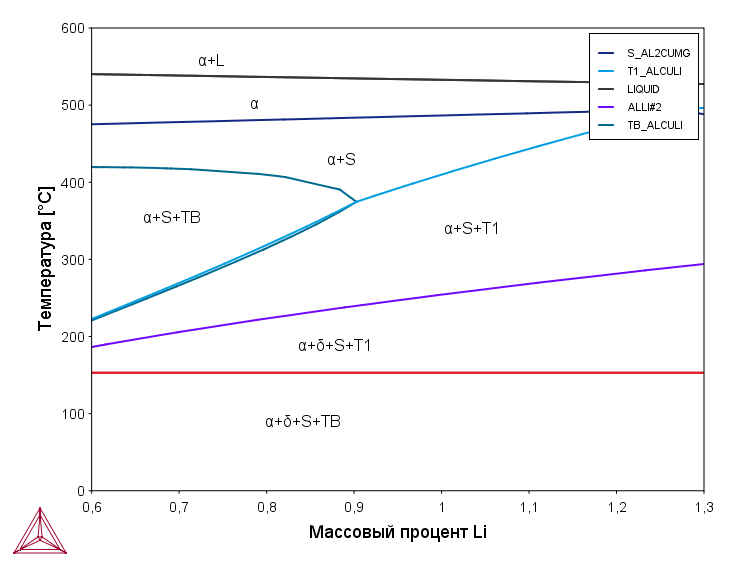 600
500
400
300
200
100
0
0,6
0,7
0,8
0,9
1
1,1
1,2
1,3
Температура [°C]
Массовый процент Li
α+L
α
α+S
α+S+TB
α+S+T1
α+δ+S+T1
α+δ+S+TB
S_AL2CUMG
T1_ALCULI
LIQUID
ALLI#2
TB_ALCULI